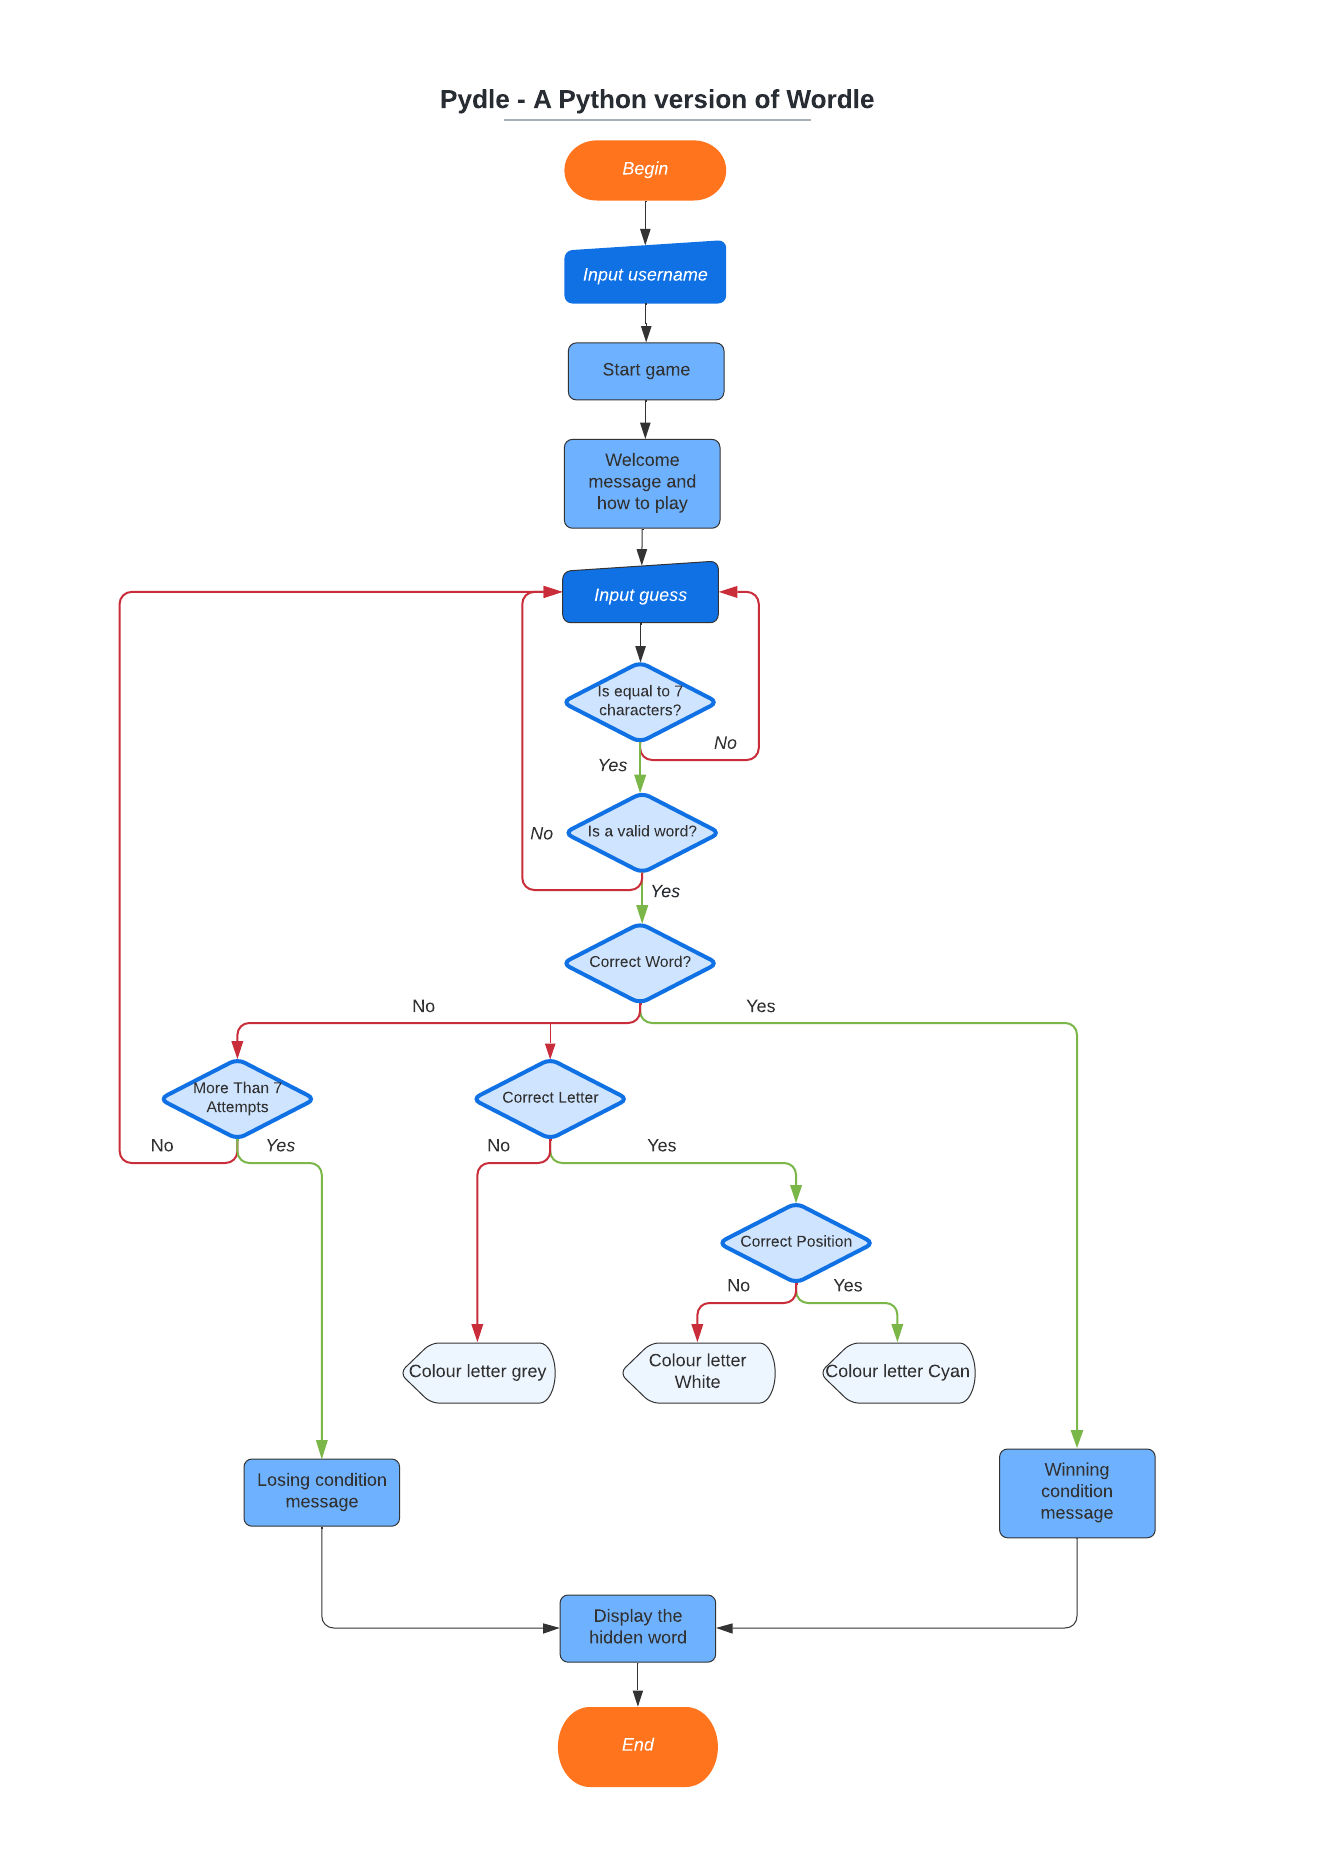 Pydle - A Python version of Wordle
Begin
Input username
Start game
Welcome
message and
how to play
Input guess
Is equal to 7
characters?
No
Yes
Is a valid word?
No
Yes
Correct Word?
No
Yes
More Than 7
Attempts
Correct Letter
No
Yes
No
Yes
Correct Position
No
Yes
Colour letter grey
Colour letter
White
Colour letter Cyan
Losing condition
message
Winning
condition
message
Display the
hidden word
End